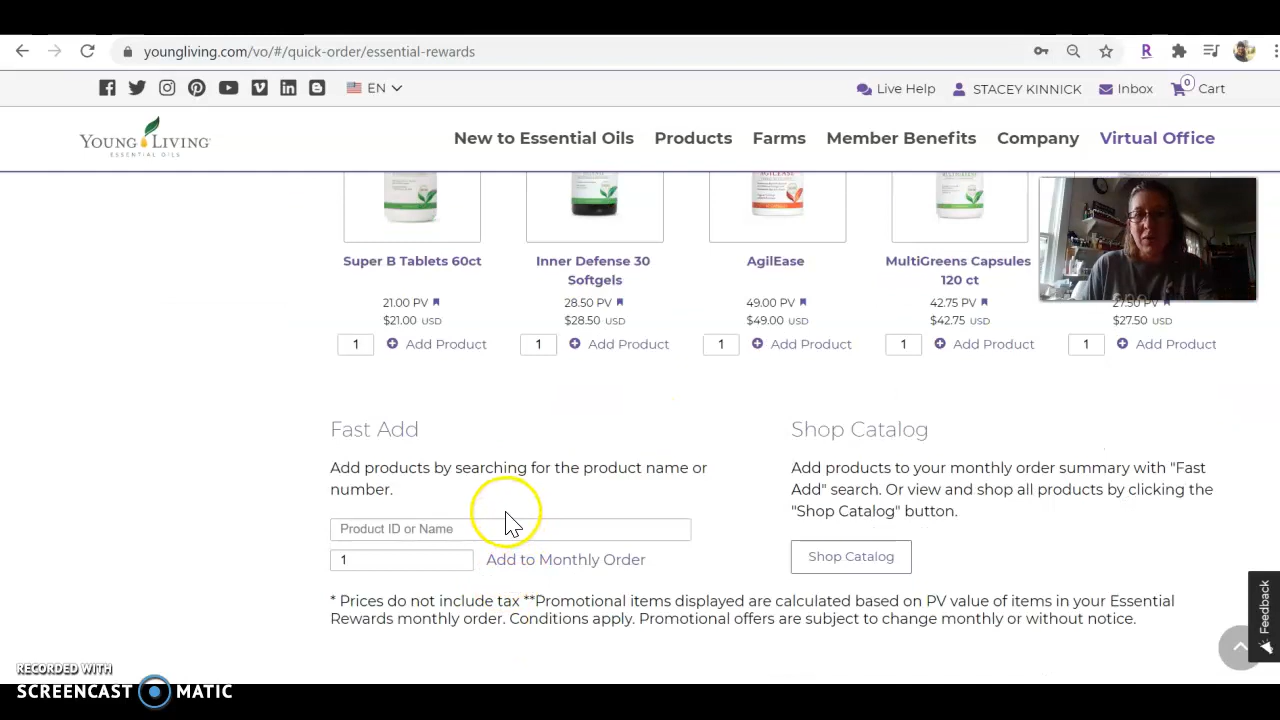 youngliving.com/vo/#/quick-order/essential-rewards
R
EN
Live Help
STACEY KINNICK
Inbox
0
Cart
YOUNG LIVING
ESSENTIAL OILS
New to Essential Oils
Products
Farms
Member Benefits
Company
Virtual Office
AGILEASE
MULTIGREENS
Super B Tablets 60ct
Inner Defense 30
Softgels
AgilEase
MultiGreens Capsules
120 ct
21.00 PV
28.50 PV
49.00 PV
42.75 PV
27.50 PV
$21.00 USD
$28.50 USD
$49.00 USD
$42.75 USD
$27.50 USD
1 Add Product
1 Add Product
1 Add Product
1 Add Product
1 Add Product
Fast Add
Add products by searching for the product name or
number.
Product ID or Name
1
Add to Monthly Order
Shop Catalog
Add products to your monthly order summary with "Fast
Add" search. Or view and shop all products by clicking the
"Shop Catalog" button.
Shop Catalog
* Prices do not include tax **Promotional items displayed are calculated based on PV value of items in your Essential
Rewards monthly order. Conditions apply. Promotional offers are subject to change monthly or without notice.
Feedback
RECORDED WITH
SCREENCAST MATIC